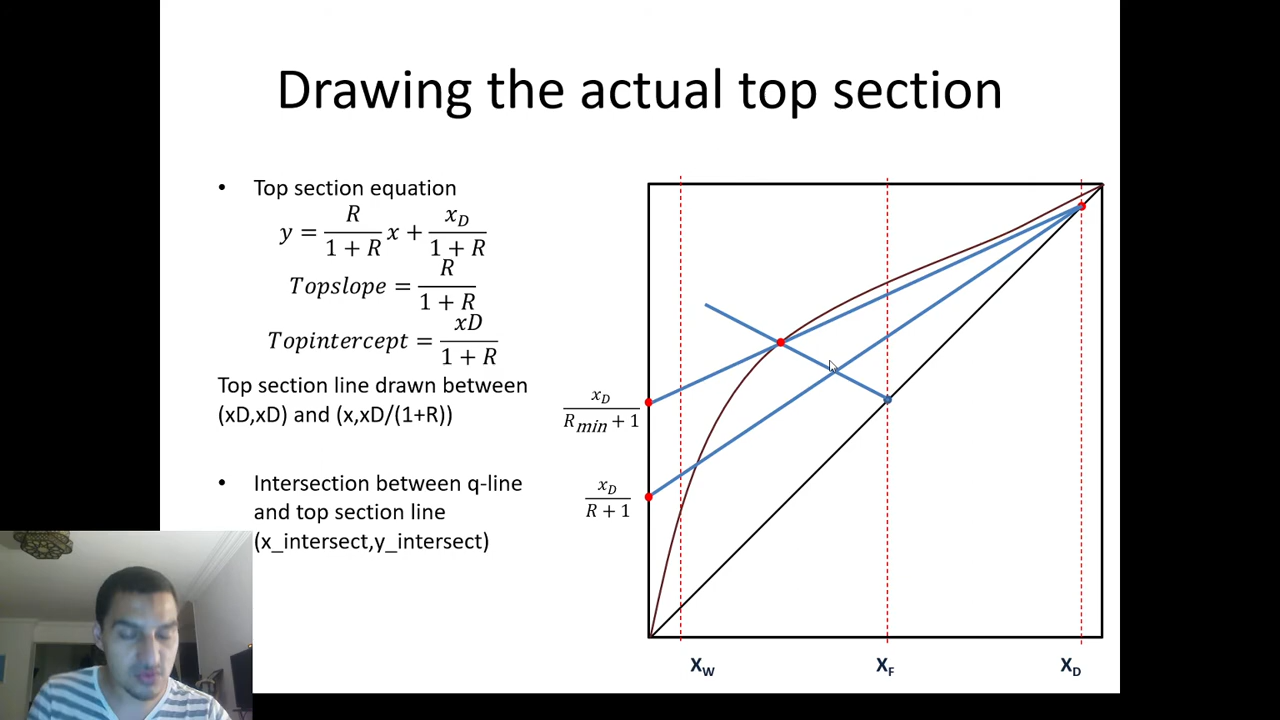 Drawing the actual top section
• Top section equation
y = R/(1 + R) x + x_D/(1 + R)
Topslope = R/(1 + R)
Topintercept = xD/(1 + R)
Top section line drawn between
(xD,xD) and (x,xD/(1+R))
• Intersection between q-line
and top section line
(x_intersect,y_intersect)
x_D/(R_min + 1)
x_D/(R + 1)
X_W X_F X_D